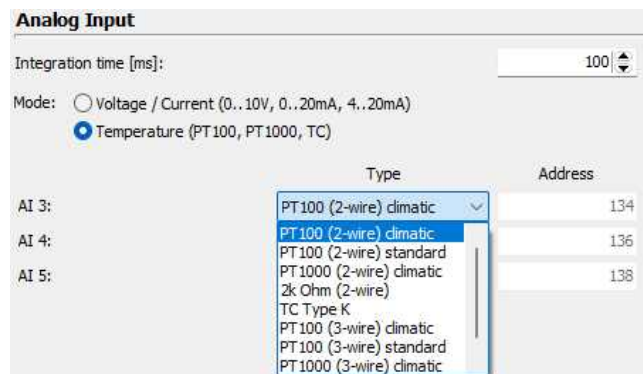 Analog Input
Integration time [ms]: 100
Mode: Voltage / Current (0..10V, 0..20mA, 4..20mA)
Temperature (PT100, PT1000, TC)
Type Address
AI 3: PT100 (2-wire) climatic 134
AI 4: PT100 (2-wire) climatic 136
PT100 (2-wire) standard
AI 5: PT1000 (2-wire) climatic 138
2k Ohm (2-wire)
TC Type K
PT100 (3-wire) climatic
PT100 (3-wire) standard
PT1000 (3-wire) climatic